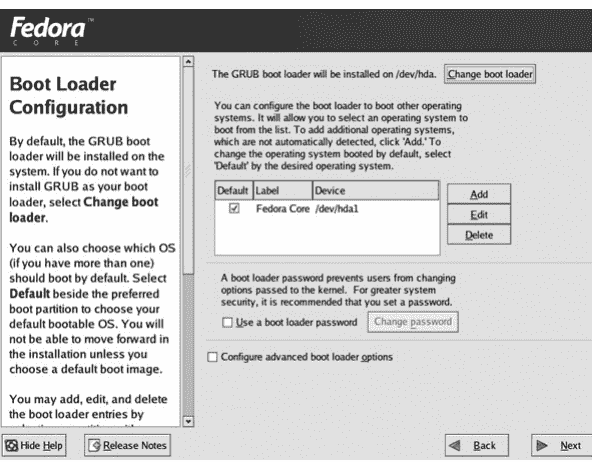 Fedora™
CORE
Boot Loader
Configuration
By default, the GRUB boot
loader will be installed on the
system. If you do not want to
install GRUB as your boot
loader, select Change boot
loader.
You can also choose which OS
(if you have more than one)
should boot by default. Select
Default beside the preferred
boot partition to choose your
default bootable OS. You will
not be able to move forward in
the installation unless you
choose a default boot image.
You may add, edit, and delete
the boot loader entries by
The GRUB boot loader will be installed on /dev/hda. Change boot loader
You can configure the boot loader to boot other operating
systems. It will allow you to select an operating system to
boot from the list. To add additional operating systems,
which are not automatically detected, click 'Add.' To
change the operating system booted by default, select
'Default' by the desired operating system.
Default Label Device
Fedora Core /dev/hda1
Add
Edit
Delete
A boot loader password prevents users from changing
options passed to the kernel. For greater system
security, it is recommended that you set a password.
Use a boot loader password Change password
Configure advanced boot loader options
Hide Help Release Notes Back Next